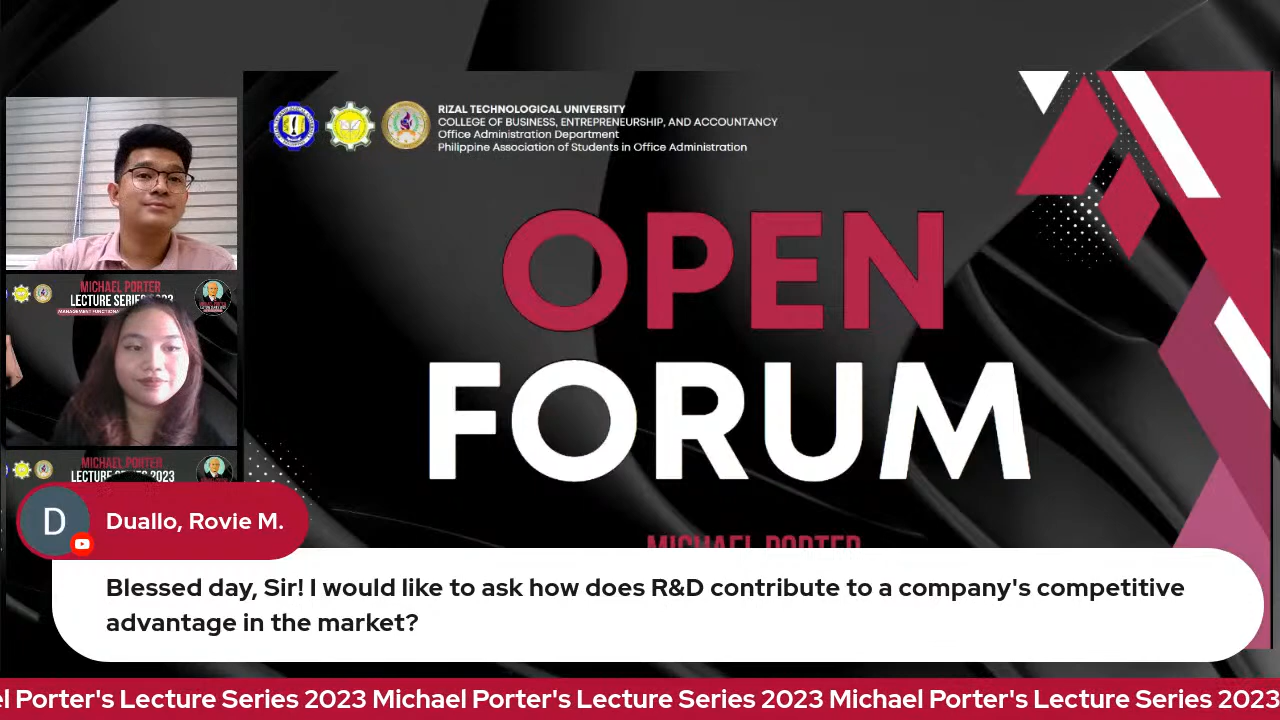 RIZAL TECHNOLOGICAL UNIVERSITY
COLLEGE OF BUSINESS, ENTREPRENEURSHIP, AND ACCOUNTANCY
Office Administration Department
Philippine Association of Students in Office Administration
OPEN
FORUM
MICHAEL PORTER
MICHAEL PORTER
LECTURE SERIES 2023
MICHAEL PORTER
LECTURE SERIES 2023
D
Duallo, Rovie M.
Blessed day, Sir! I would like to ask how does R&D contribute to a company's competitive
advantage in the market?
el Porter's Lecture Series 2023 Michael Porter's Lecture Series 2023 Michael Porter's Lecture Series 2023